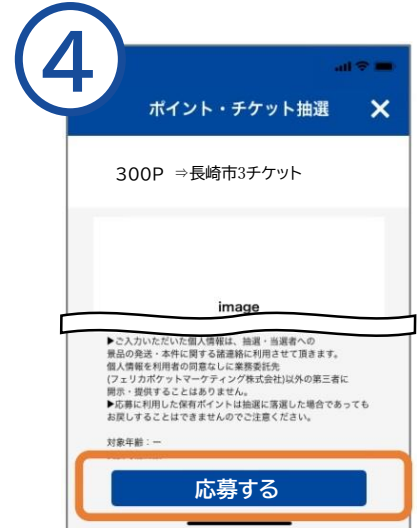 ④
ポイント・チケット抽選 ×
300P ⇒長崎市3チケット
image
▶ご入力いただいた個人情報は、抽選・当選者への
景品の発送・本件に関する諸連絡に利用させて頂きます。
個人情報を利用者の同意なしに業務委託先
(フェリカポケットマーケティング株式会社)以外の第三者に
開示・提供することはありません。
▶応募に利用した保有ポイントは抽選に落選した場合であっても
お戻しすることはできませんのでご注意ください。
対象年齢：ー
応募する